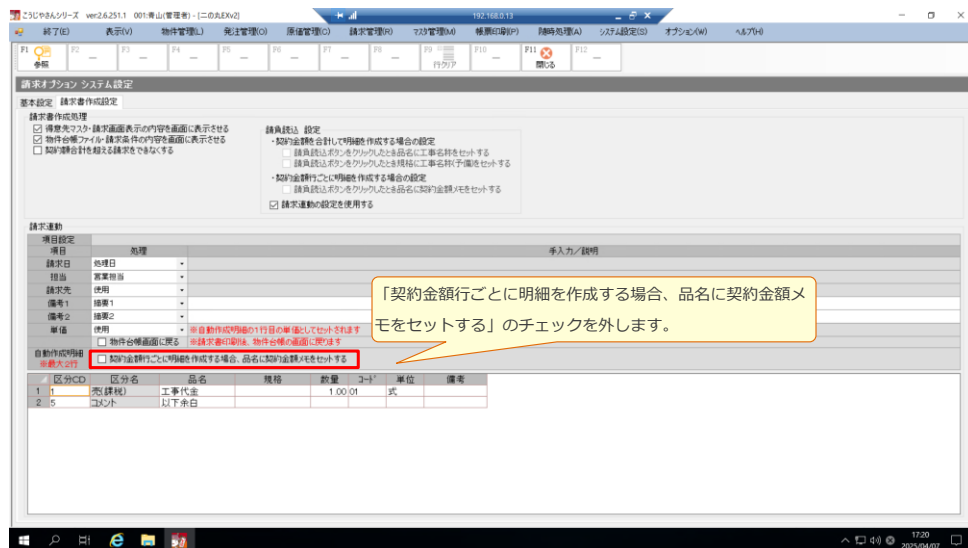 こうじやさんシリーズ ver.2.6.251.1 001:青山(管理者) - [二の丸EXv2]
192.168.0.13
終了(E) 表示(V) 物件管理(L) 発注管理(O) 原価管理(C) 請求管理(R) マスタ管理(M) 帳票印刷(P) 随時処理(A) システム設定(S) オプション(W) ヘルプ(H)
F1 参照 F2 F3 F4 F5 F6 F7 F8 F9 行クリア F10 F11 閉じる F12
請求オプション システム設定
基本設定 請求書作成設定
請求書作成処理
得意先マスタ・請求画面表示の内容を画面に表示させる
物件台帳ファイル・請求条件の内容を画面に表示させる
契約額合計を超える請求をできなくする
請負読込 設定
・契約金額を合計して明細を作成する場合の設定
請負読込ボタンをクリックしたとき品名に工事名称をセットする
請負読込ボタンをクリックしたとき規格に工事名称(予備)をセットする
・契約金額行ごとに明細を作成する場合の設定
請負読込ボタンをクリックしたとき品名に契約金額メモをセットする
請求連動の設定を使用する
請求連動
項目設定
項目 処理 手入力/説明
請求日 処理日
担当 営業担当
請求先 使用
備考1 摘要1
備考2 摘要2
単価 使用 ※自動作成明細の1行目の単価としてセットされます
物件台帳画面に戻る ※請求書印刷後、物件台帳の画面に戻ります
自動作成明細
※最大2行
契約金額行ごとに明細を作成する場合、品名に契約金額メモをセットする
「契約金額行ごとに明細を作成する場合、品名に契約金額メ
モをセットする」のチェックを外します。
区分CD 区分名 品名 規格 数量 コード 単位 備考
1 1 売(課税) 工事代金 1.00 01 式
2 5 コメント 以下余白
17:20
2025/04/07